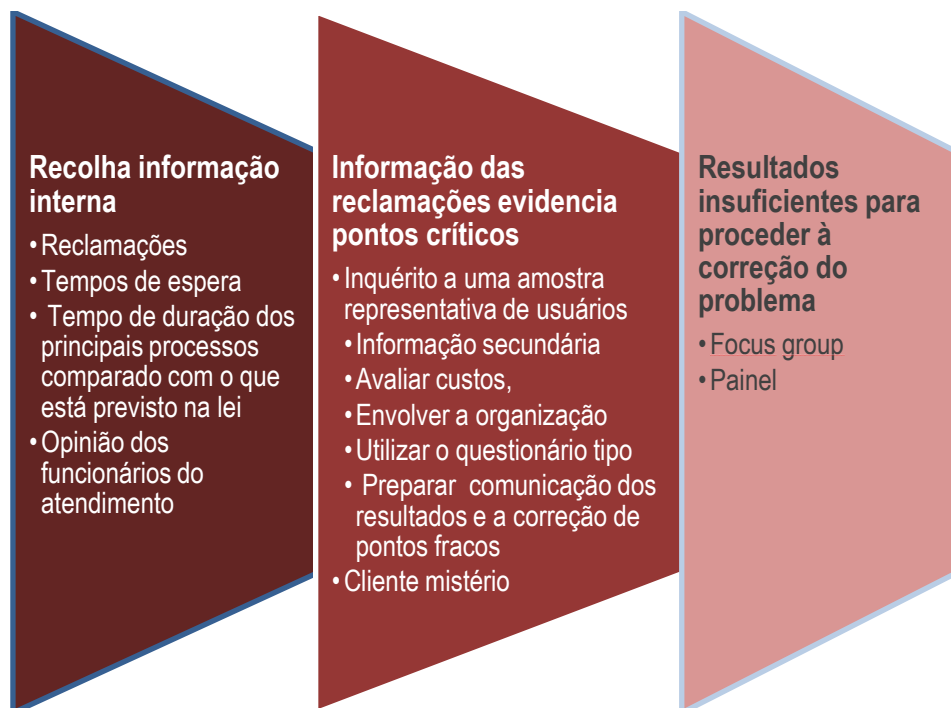 Recolha informação
interna
• Reclamações
• Tempos de espera
• Tempo de duração dos
principais processos
comparado com o que
está previsto na lei
• Opinião dos
funcionários do
atendimento
Informação das
reclamações evidencia
pontos críticos
• Inquérito a uma amostra
representativa de usuários
• Informação secundária
• Avaliar custos,
• Envolver a organização
• Utilizar o questionário tipo
• Preparar comunicação dos
resultados e a correção de
pontos fracos
• Cliente mistério
Resultados
insuficientes para
proceder à
correção do
problema
• Focus group
• Painel